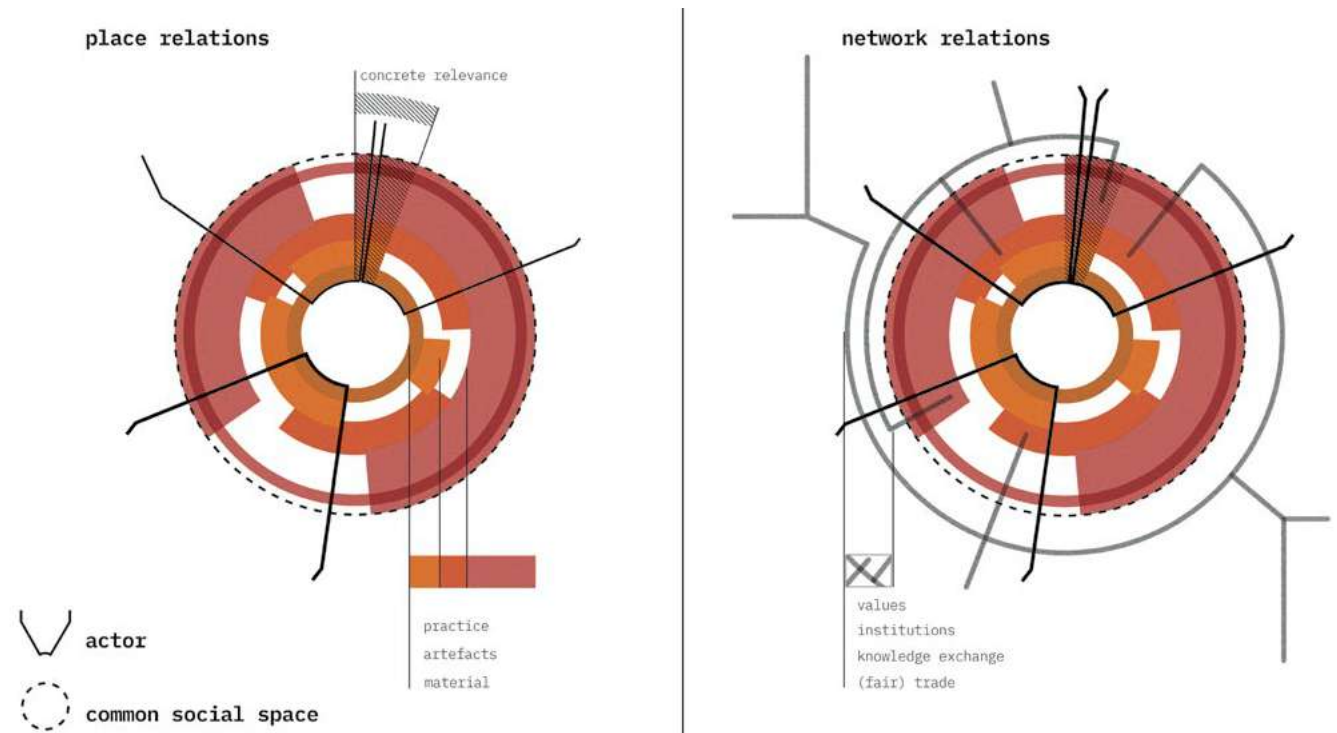 place relations
concrete relevance
practice
artefacts
material
actor
common social space
network relations
values
institutions
knowledge exchange
(fair) trade